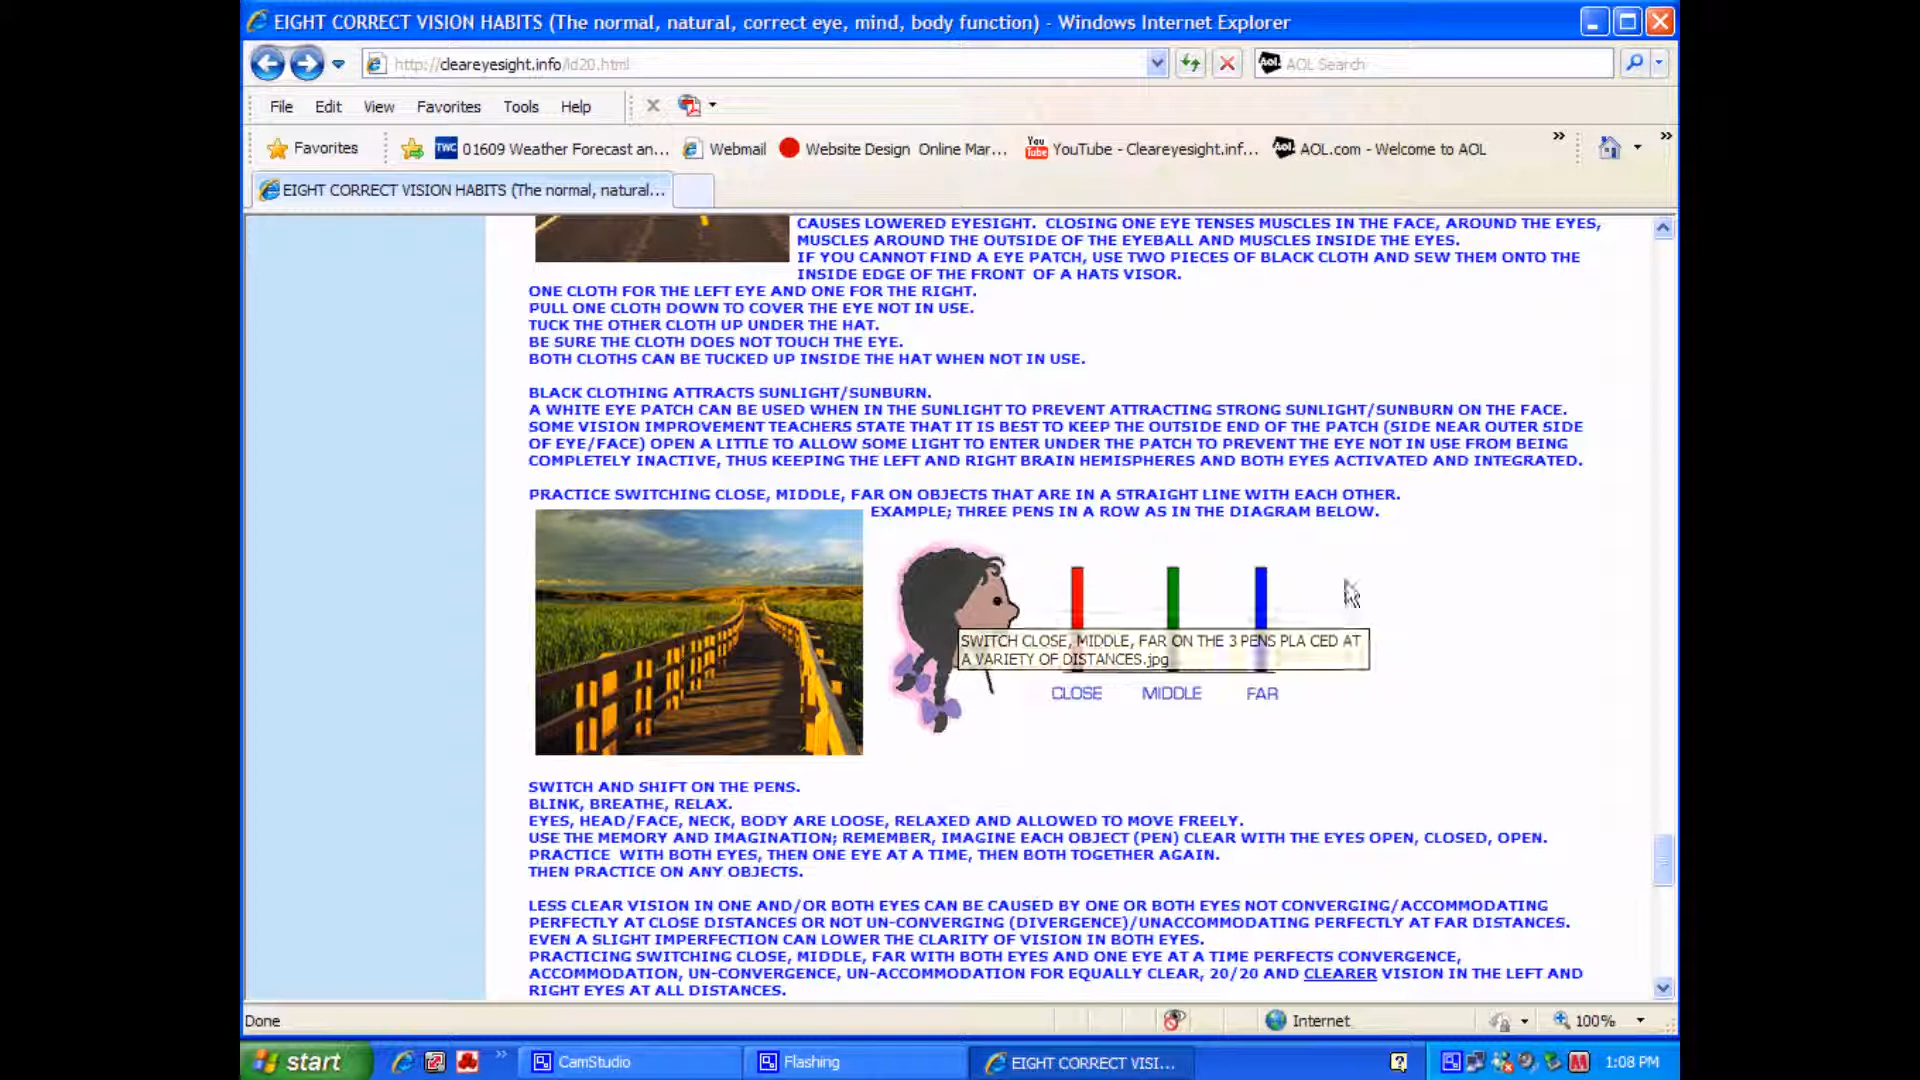 EIGHT CORRECT VISION HABITS (The normal, natural, correct eye, mind, body function) - Windows Internet Explorer
http://cleareyesight.info/id20.html
AOL Search
File Edit View Favorites Tools Help
Favorites
TWC 01609 Weather Forecast an...
Webmail
Website Design Online Mar...
You Tube YouTube - Cleareyesight.inf...
Aol. AOL.com - Welcome to AOL
EIGHT CORRECT VISION HABITS (The normal, natural...
CAUSES LOWERED EYESIGHT. CLOSING ONE EYE TENSES MUSCLES IN THE FACE, AROUND THE EYES,
MUSCLES AROUND THE OUTSIDE OF THE EYEBALL AND MUSCLES INSIDE THE EYES.
IF YOU CANNOT FIND A EYE PATCH, USE TWO PIECES OF BLACK CLOTH AND SEW THEM ONTO THE
INSIDE EDGE OF THE FRONT OF A HATS VISOR.
ONE CLOTH FOR THE LEFT EYE AND ONE FOR THE RIGHT.
PULL ONE CLOTH DOWN TO COVER THE EYE NOT IN USE.
TUCK THE OTHER CLOTH UP UNDER THE HAT.
BE SURE THE CLOTH DOES NOT TOUCH THE EYE.
BOTH CLOTHS CAN BE TUCKED UP INSIDE THE HAT WHEN NOT IN USE.
BLACK CLOTHING ATTRACTS SUNLIGHT/SUNBURN.
A WHITE EYE PATCH CAN BE USED WHEN IN THE SUNLIGHT TO PREVENT ATTRACTING STRONG SUNLIGHT/SUNBURN ON THE FACE.
SOME VISION IMPROVEMENT TEACHERS STATE THAT IT IS BEST TO KEEP THE OUTSIDE END OF THE PATCH (SIDE NEAR OUTER SIDE
OF EYE/FACE) OPEN A LITTLE TO ALLOW SOME LIGHT TO ENTER UNDER THE PATCH TO PREVENT THE EYE NOT IN USE FROM BEING
COMPLETELY INACTIVE, THUS KEEPING THE LEFT AND RIGHT BRAIN HEMISPHERES AND BOTH EYES ACTIVATED AND INTEGRATED.
PRACTICE SWITCHING CLOSE, MIDDLE, FAR ON OBJECTS THAT ARE IN A STRAIGHT LINE WITH EACH OTHER.
EXAMPLE; THREE PENS IN A ROW AS IN THE DIAGRAM BELOW.
SWITCH CLOSE, MIDDLE, FAR ON THE 3 PENS PLA CED AT
A VARIETY OF DISTANCES.jpg
CLOSE MIDDLE FAR
SWITCH AND SHIFT ON THE PENS.
BLINK, BREATHE, RELAX.
EYES, HEAD/FACE, NECK, BODY ARE LOOSE, RELAXED AND ALLOWED TO MOVE FREELY.
USE THE MEMORY AND IMAGINATION; REMEMBER, IMAGINE EACH OBJECT (PEN) CLEAR WITH THE EYES OPEN, CLOSED, OPEN.
PRACTICE WITH BOTH EYES, THEN ONE EYE AT A TIME, THEN BOTH TOGETHER AGAIN.
THEN PRACTICE ON ANY OBJECTS.
LESS CLEAR VISION IN ONE AND/OR BOTH EYES CAN BE CAUSED BY ONE OR BOTH EYES NOT CONVERGING/ACCOMMODATING
PERFECTLY AT CLOSE DISTANCES OR NOT UN-CONVERGING (DIVERGENCE)/UNACCOMMODATING PERFECTLY AT FAR DISTANCES.
EVEN A SLIGHT IMPERFECTION CAN LOWER THE CLARITY OF VISION IN BOTH EYES.
PRACTICING SWITCHING CLOSE, MIDDLE, FAR WITH BOTH EYES AND ONE EYE AT A TIME PERFECTS CONVERGENCE,
ACCOMMODATION, UN-CONVERGENCE, UN-ACCOMMODATION FOR EQUALLY CLEAR, 20/20 AND CLEARER VISION IN THE LEFT AND
RIGHT EYES AT ALL DISTANCES.
Done
Internet
100%
start
CamStudio
Flashing
EIGHT CORRECT VISI...
1:08 PM